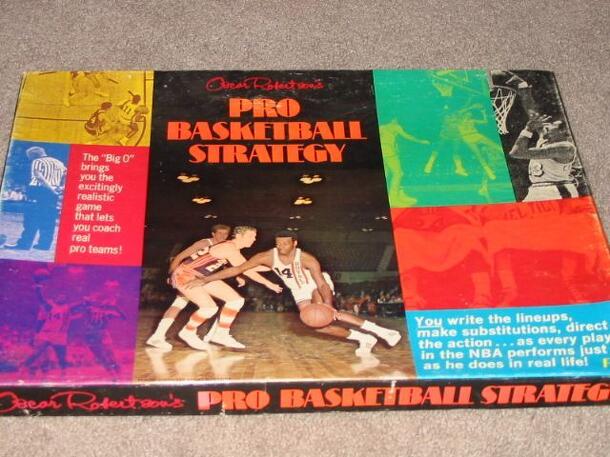 Oscar Robertson's
PRO
BASKETBALL
STRATEGY
The "Big O"
brings
you the
excitingly
realistic
game
that lets
you coach
real
pro teams!
14
You write the lineups,
make substitutions, direct
the action... as every play
in the NBA performs just
as he does in real life!
Oscar Robertson's PRO BASKETBALL STRATEG